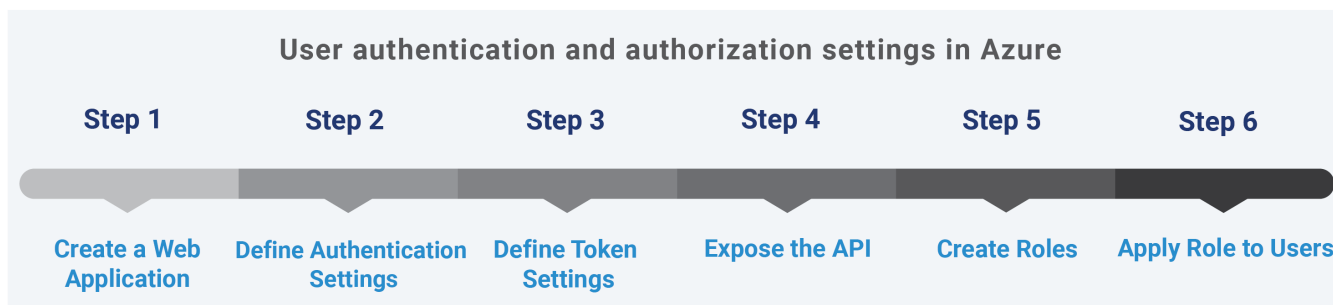 User authentication and authorization settings in Azure
Step 1
Step 2
Step 3
Step 4
Step 5
Step 6
Create a Web
Application
Define Authentication
Settings
Define Token
Settings
Expose the API
Create Roles
Apply Role to Users